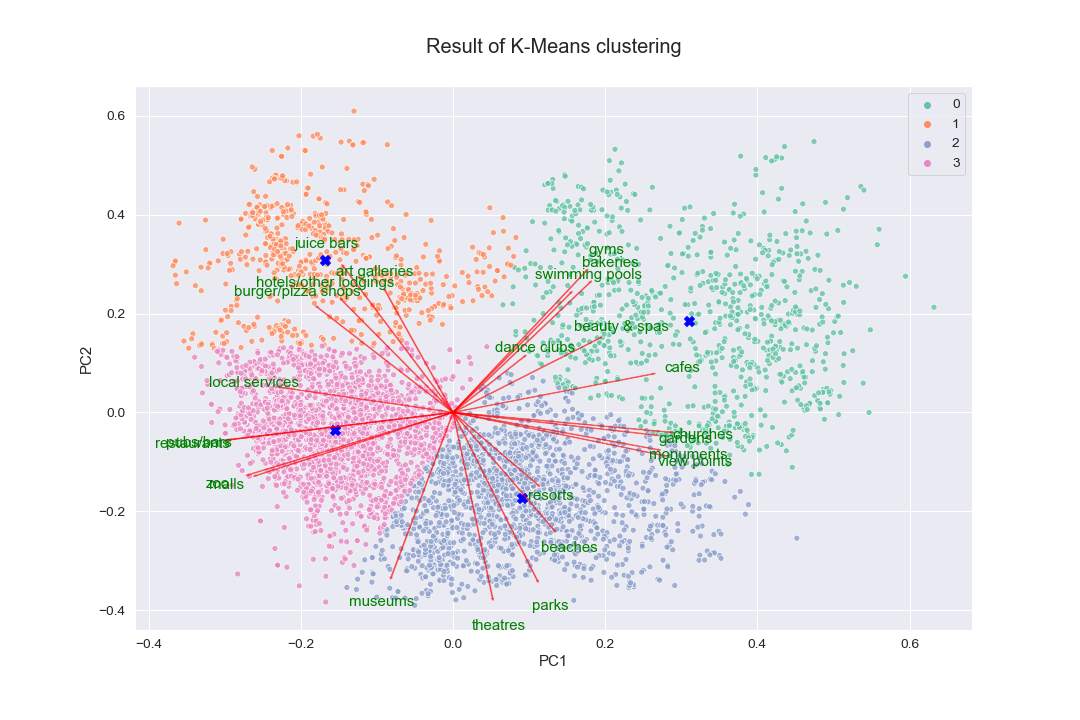 Result of K-Means clustering
0
1
2
3
0.6
0.4
0.2
0.0
−0.2
−0.4
PC2
juice bars
art galleries
hotels/other lodgings
burger/pizza shops
gyms
bakeries
swimming pools
beauty & spas
dance clubs
cafes
local services
restaurants
pubs/bars
churches
gardens
monuments
view points
zoo
malls
resorts
beaches
museums
parks
theatres
−0.4
−0.2
0.0
0.2
0.4
0.6
PC1